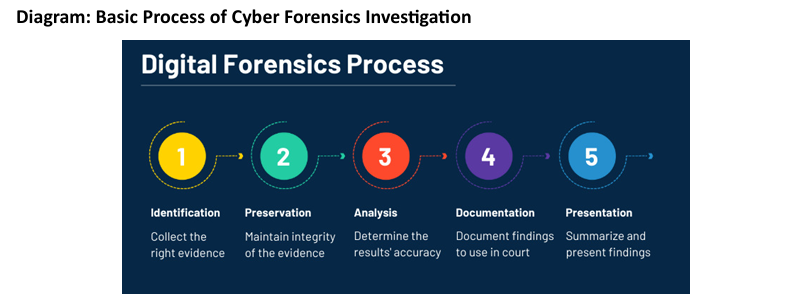 Diagram: Basic Process of Cyber Forensics Investigation
Digital Forensics Process
1 2 3 4 5
Identification
Collect the
right evidence
Preservation
Maintain integrity
of the evidence
Analysis
Determine the
results' accuracy
Documentation
Document findings
to use in court
Presentation
Summarize and
present findings